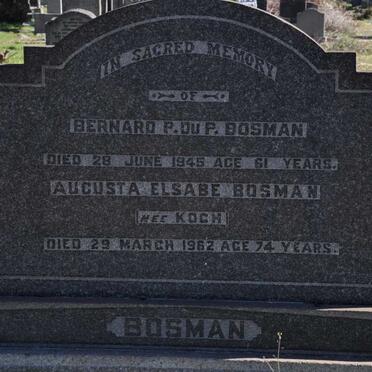 IN SACRED MEMORY
OF
BERNARD P. DU P. BOSMAN
DIED 28 JUNE 1945 AGE 61 YEARS.
AUGUSTA ELSABE BOSMAN
NEE KOCH
DIED 29 MARCH 1962 AGE 74 YEARS.
BOSMAN